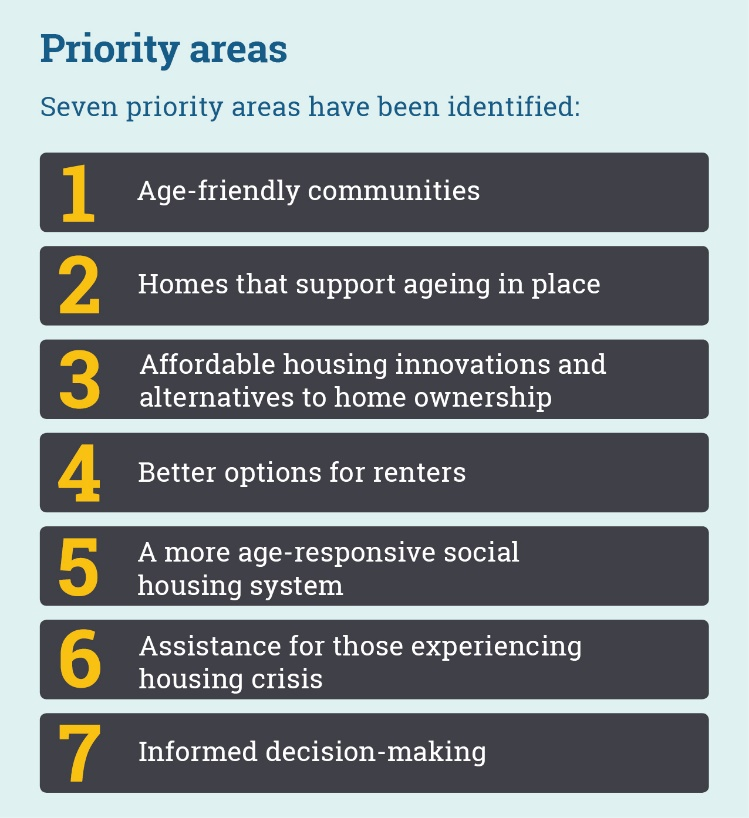 Priority areas
Seven priority areas have been identified:
1
Age-friendly communities
2
Homes that support ageing in place
3
Affordable housing innovations and
alternatives to home ownership
4
Better options for renters
5
A more age-responsive social
housing system
6
Assistance for those experiencing
housing crisis
7
Informed decision-making